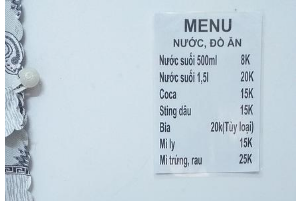 MENU
NƯỚC, ĐỒ ĂN
Nước suối 500ml 8K
Nước suối 1,5l 20K
Coca 15K
Sting dâu 15K
Bia 20k(Tùy loại)
Mì ly 15K
Mì trứng, rau 25K